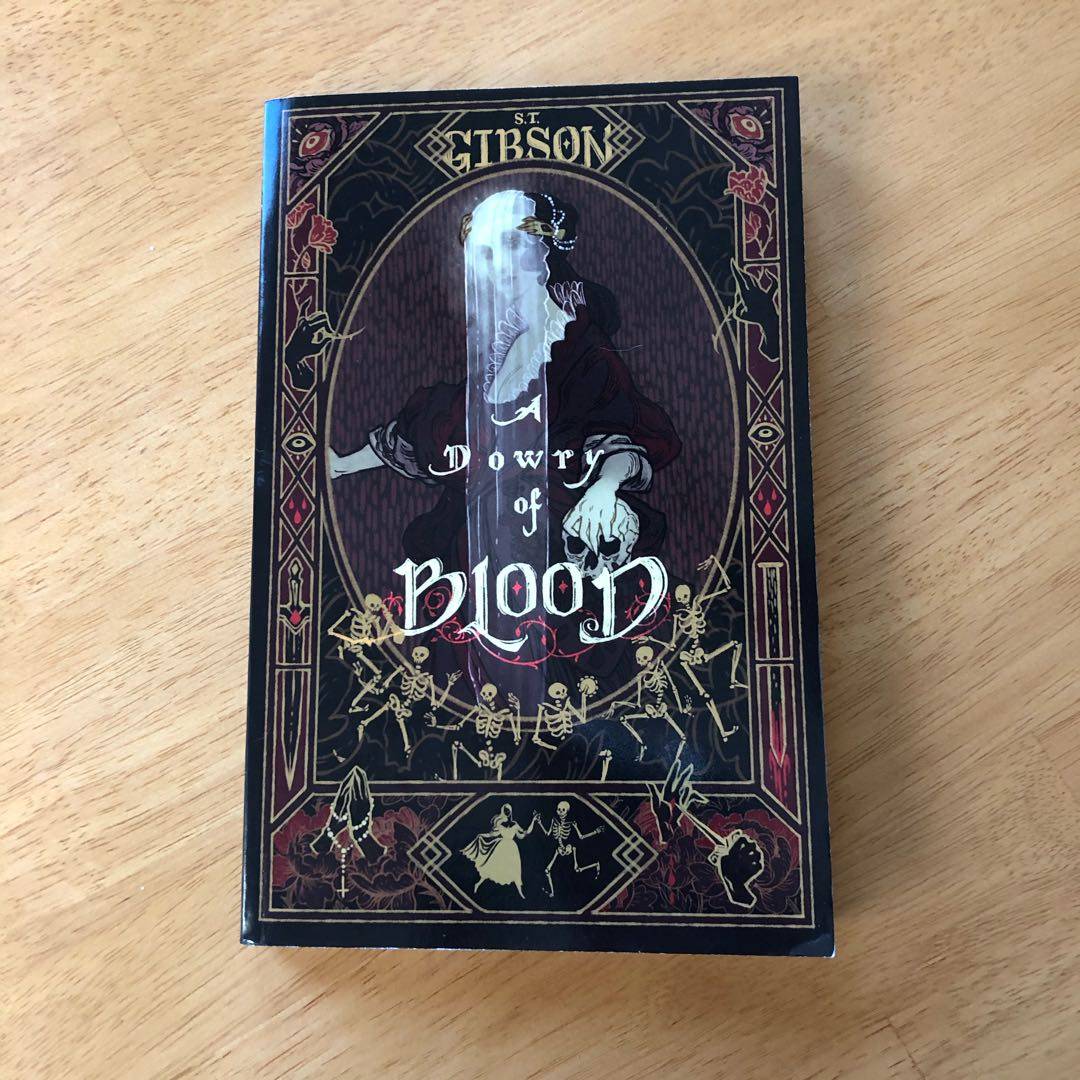 S.T.
GIBSON
A
Dowry
of
BLOOD